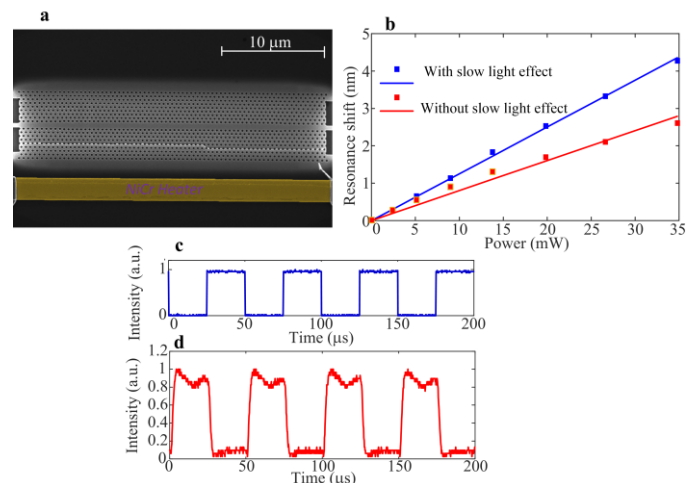 a
10 μm
NiCr Heater
b
Resonance shift (nm)
5
4
3
2
1
0
With slow light effect
Without slow light effect
0 5 10 15 20 25 30 35
Power (mW)
c
Intensity (a.u.)
1
0
0 50 100 150 200
Time (μs)
d
Intensity (a.u.)
1.2
1
0.8
0.6
0.4
0.2
0
0 50 100 150 200
Time (μs)